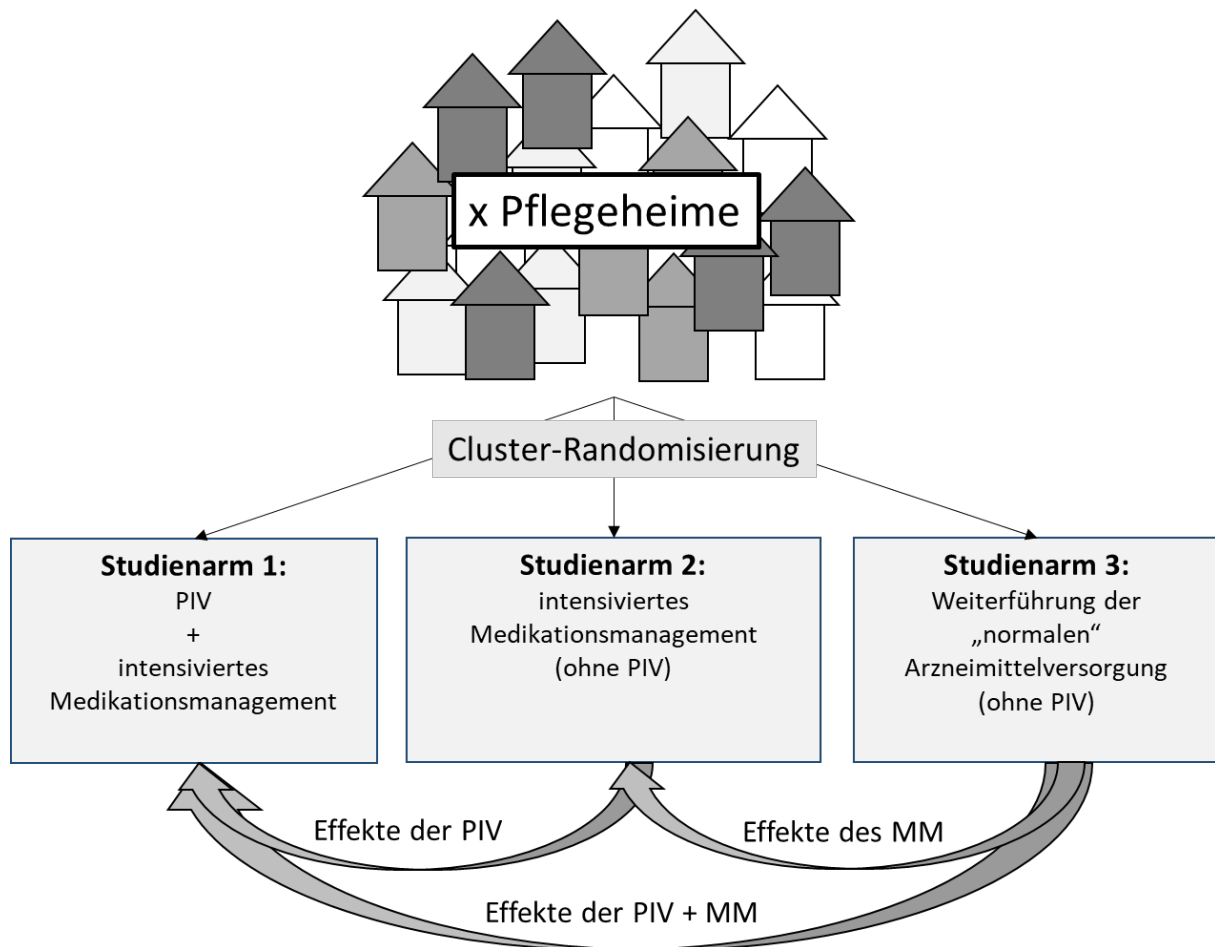 x Pflegeheime
Cluster-Randomisierung
Studienarm 1:
PIV
+
intensiviertes
Medikationsmanagement
Studienarm 2:
intensiviertes
Medikationsmanagement
(ohne PIV)
Studienarm 3:
Weiterführung der
„normalen“
Arzneimittelversorgung
(ohne PIV)
Effekte der PIV
Effekte des MM
Effekte der PIV + MM